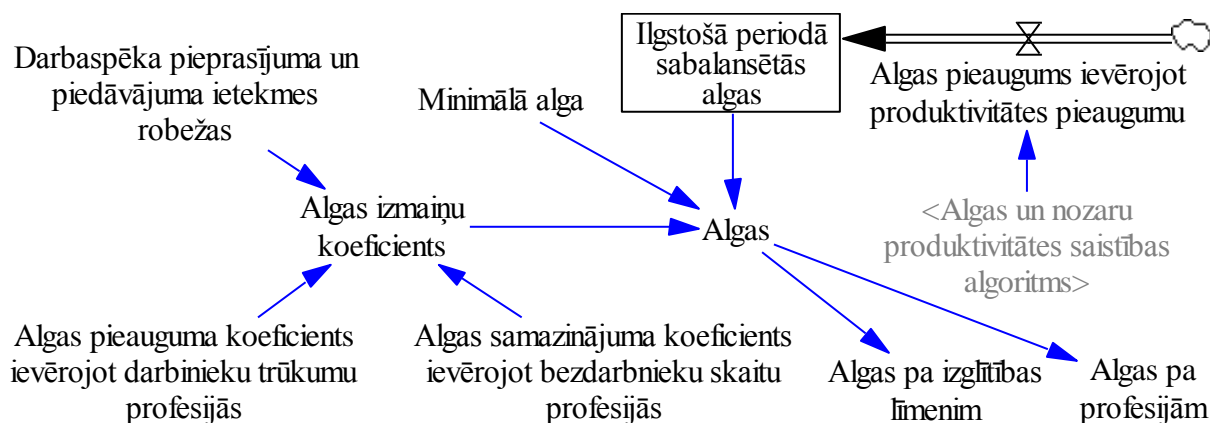 Darbaspēka pieprasījuma un
piedāvājuma ietekmes
robežas
Minimālā alga
Ilgstošā periodā
sabalansētās
algas
Algas pieaugums ievērojot
produktivitātes pieaugumu
Algas izmaiņu
koeficients
Algas
<Algas un nozaru
produktivitātes saistības
algoritms>
Algas pieauguma koeficients
ievērojot darbinieku trūkumu
profesijās
Algas samazinājuma koeficients
ievērojot bezdarbnieku skaitu
profesijās
Algas pa izglītības
līmenim
Algas pa
profesijām